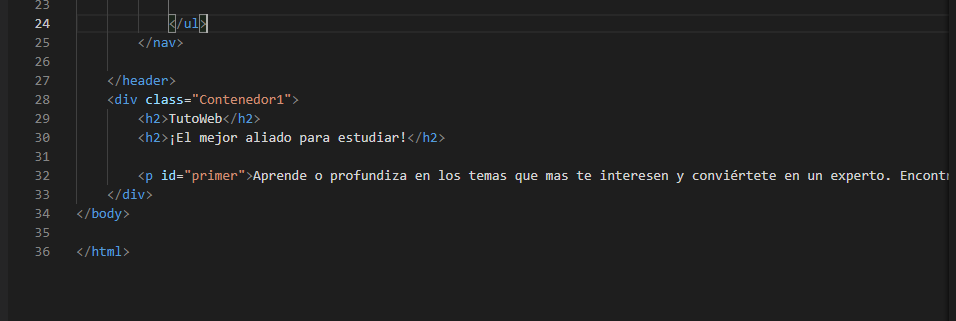 23
24 </ul>
25 </nav>
26
27 </header>
28 <div class="Contenedor1">
29 <h2>TutoWeb</h2>
30 <h2>¡El mejor aliado para estudiar!</h2>
31
32 <p id="primer">Aprende o profundiza en los temas que mas te interesen y conviértete en un experto.
33 </div>
34 </body>
35
36 </html>